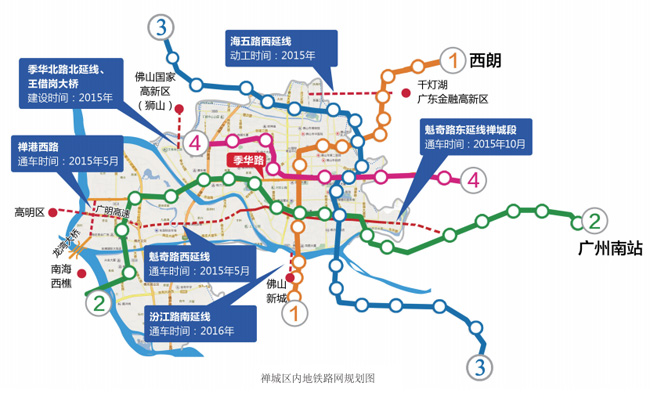 3
海五路西延线
动工时间：2015年
1
西朗
季华北路北延线、
王借岗大桥
建设时间：2015年
佛山国家
高新区
（狮山）
千灯湖
广东金融高新区
魁奇路东延线禅城段
通车时间：2015年10月
禅港西路
通车时间：2015年5月
4
季华路
4
高明区
广明高速
龙湾大桥
2
广州南站
南海
西樵
魁奇路西延线
通车时间：2015年5月
佛山
新城
2
汾江路南延线
通车时间：2016年
1
3
禅城区内地铁路网规划图